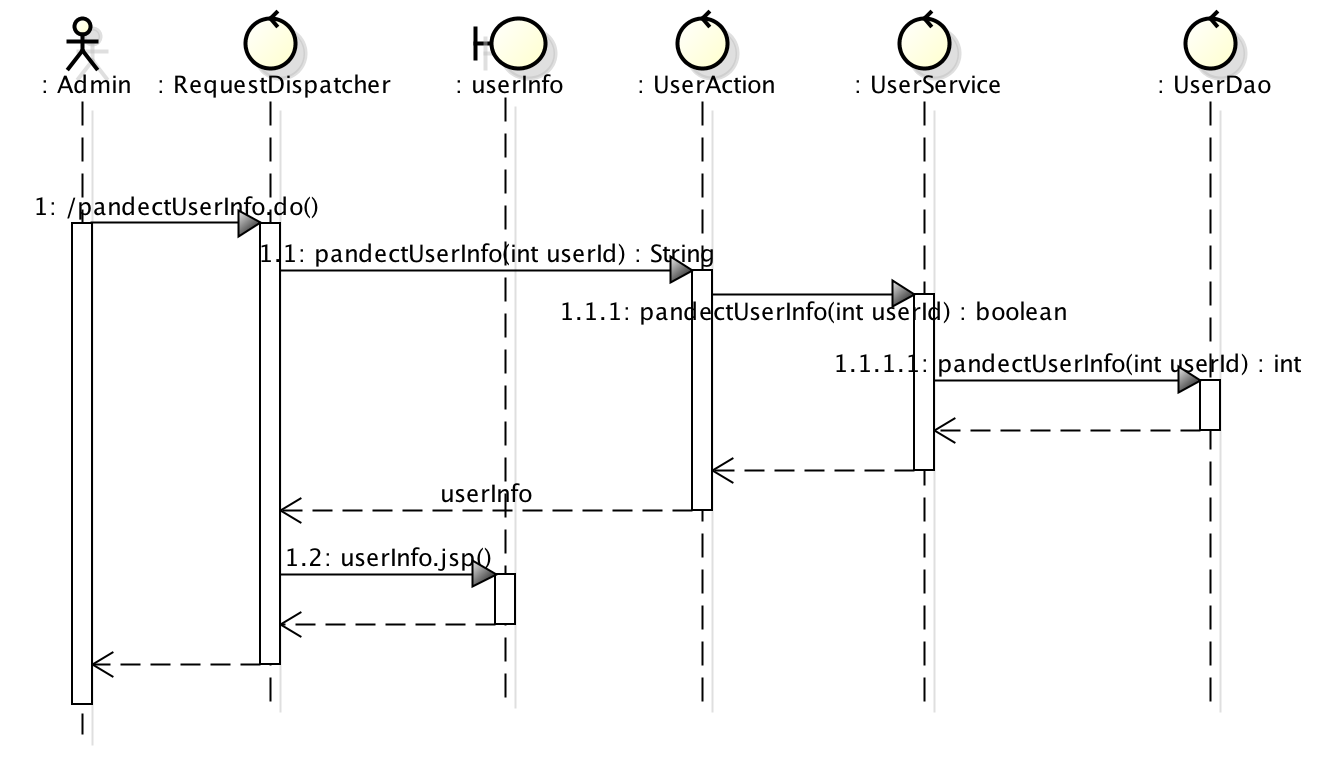 : Admin
: RequestDispatcher
: userInfo
: UserAction
: UserService
: UserDao
1: /pandectUserInfo.do()
1.1: pandectUserInfo(int userId) : String
1.1.1: pandectUserInfo(int userId) : boolean
1.1.1.1: pandectUserInfo(int userId) : int
userInfo
1.2: userInfo.jsp()